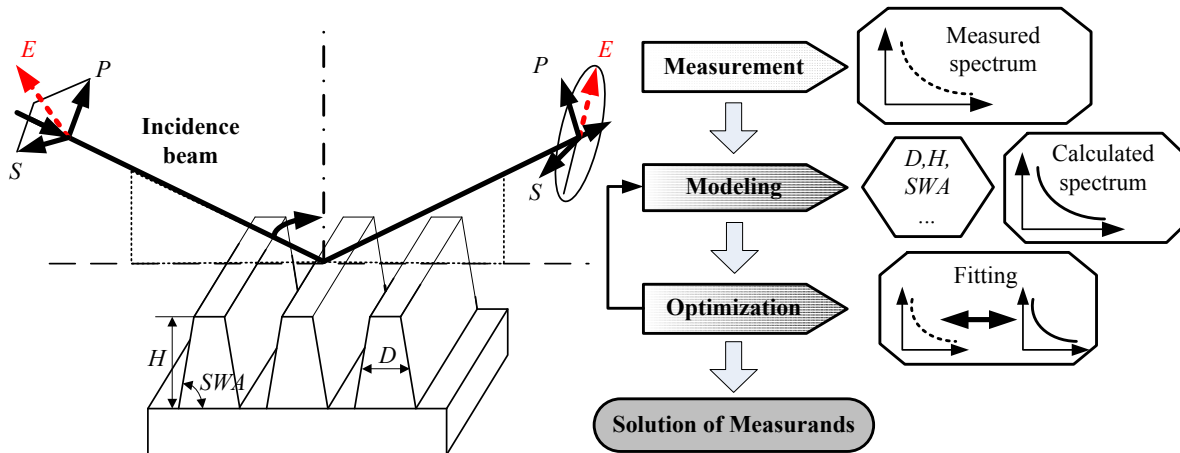 E
P
S
Incidence
beam
P
E
S
H
SWA
D
Measurement
Measured
spectrum
Modeling
D,H,
SWA
...
Calculated
spectrum
Optimization
Fitting
Solution of Measurands